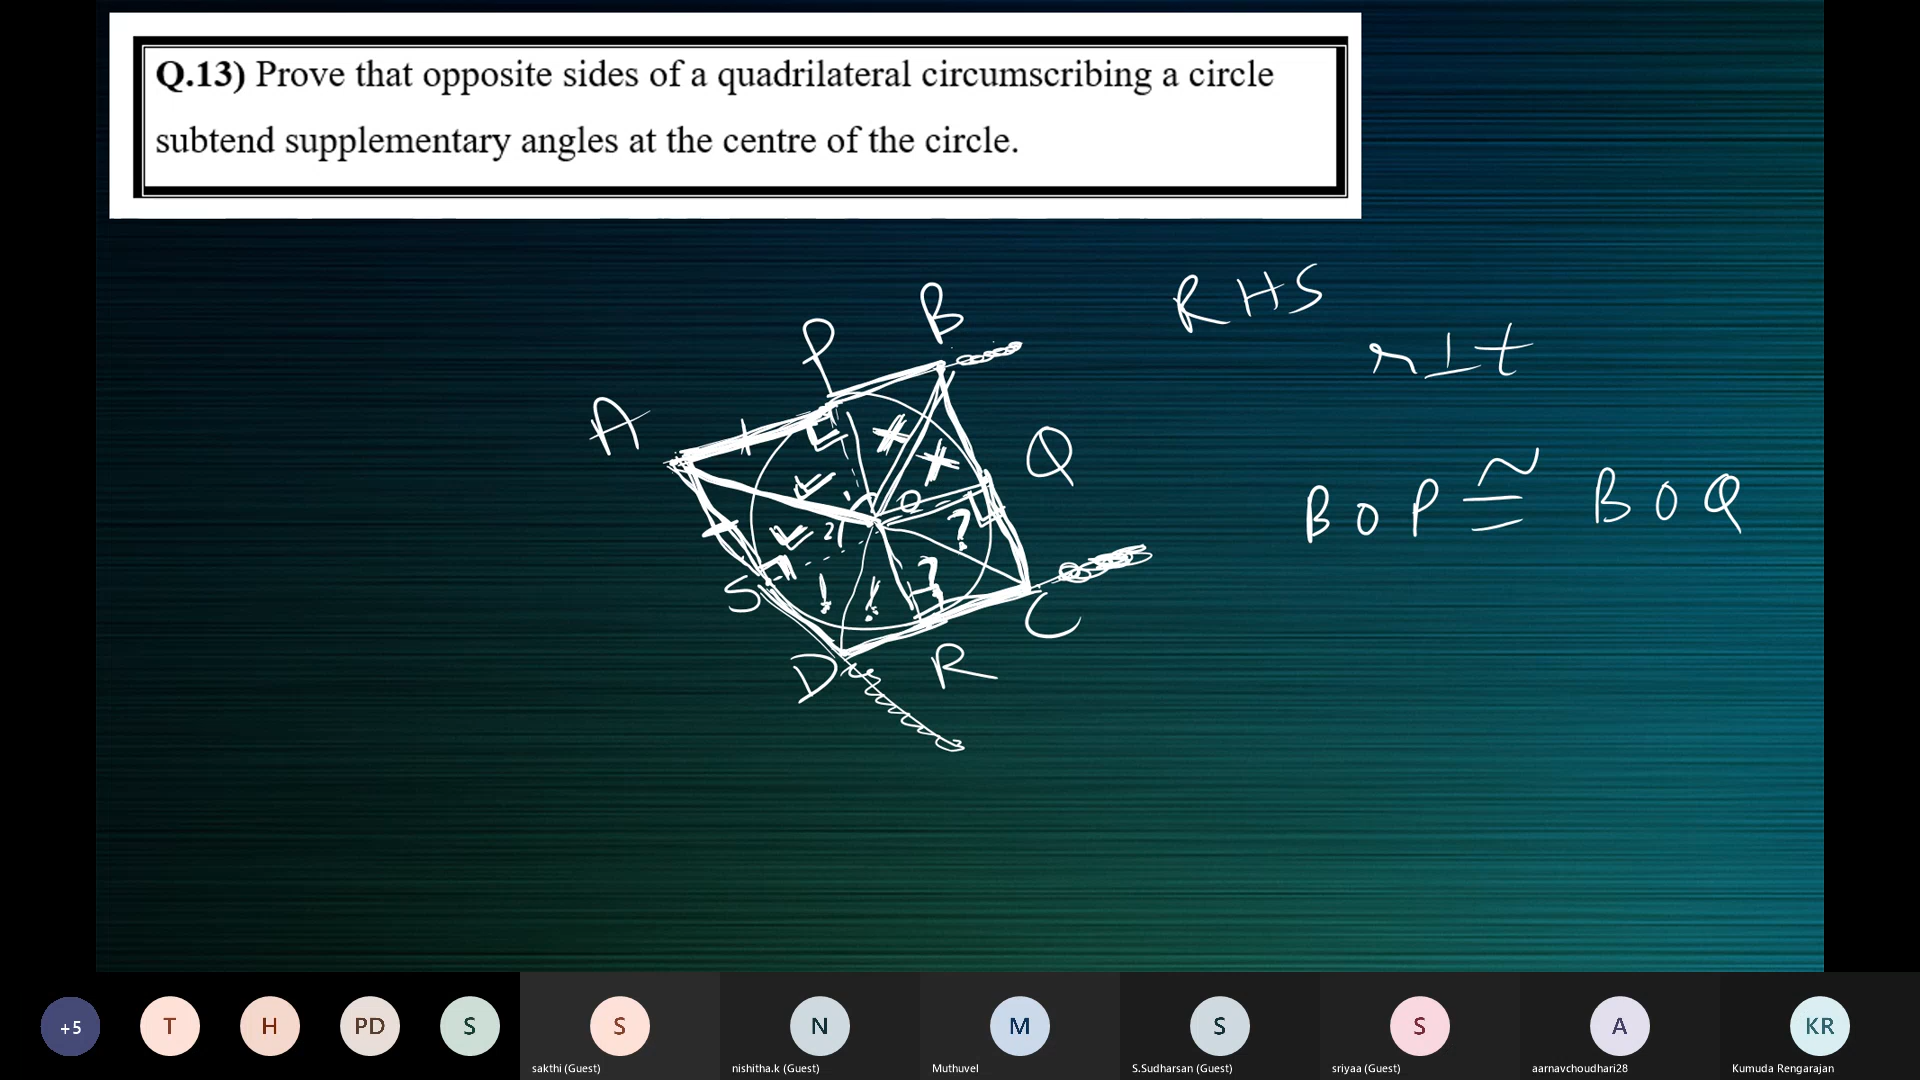 Q.13) Prove that opposite sides of a quadrilateral circumscribing a circle
subtend supplementary angles at the centre of the circle.
RHS
r⊥t
B
P
A
Q
O
BOP ≅ BOQ
? ?
! ! ?
S
C
D
R
+5
T
H
PD
S
S
N
M
S
S
A
KR
sakthi (Guest)
nishitha.k (Guest)
Muthuvel
S.Sudharsan (Guest)
sriyaa (Guest)
aarnavchoudhari28
Kumuda Rengarajan